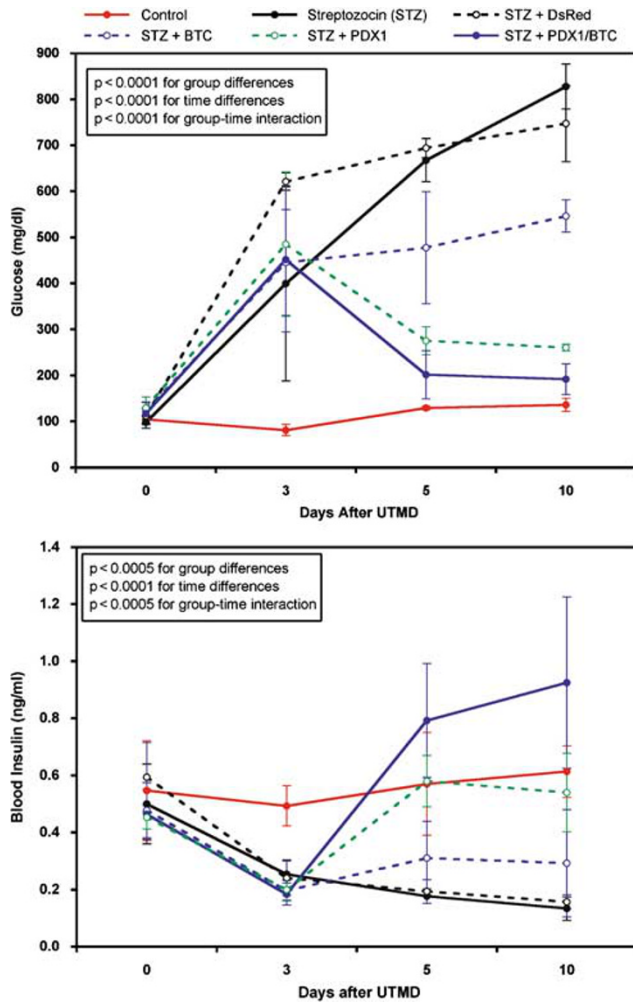 Control Streptozocin (STZ) STZ + DsRed
STZ + BTC STZ + PDX1 STZ + PDX1/BTC
900
800
700
600
500
400
300
200
100
0
Glucose (mg/dl)
p < 0.0001 for group differences
p < 0.0001 for time differences
p < 0.0001 for group-time interaction
0 3 5 10
Days After UTMD
1.4
1.2
1.0
0.8
0.6
0.4
0.2
0.0
Blood Insulin (ng/ml)
p < 0.0005 for group differences
p < 0.0001 for time differences
p < 0.0005 for group-time interaction
0 3 5 10
Days after UTMD